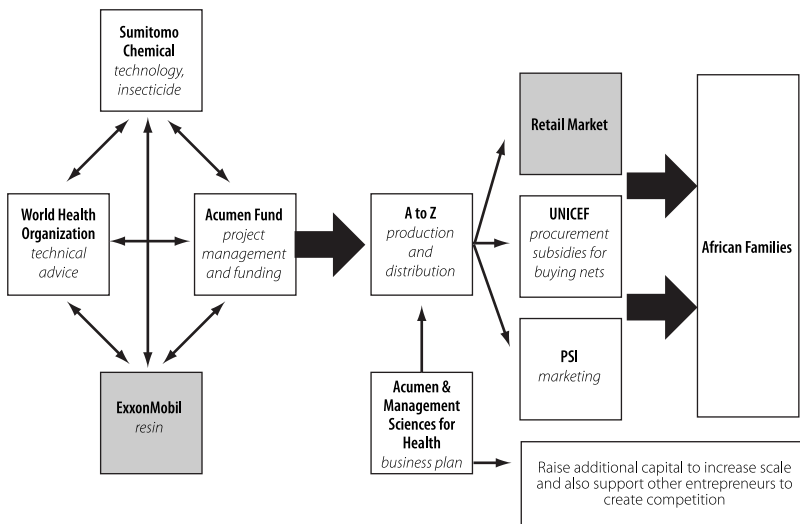 Sumitomo
Chemical
technology,
insecticide
World Health
Organization
technical
advice
Acumen Fund
project
management
and funding
ExxonMobil
resin
A to Z
production
and
distribution
Acumen &
Management
Sciences for
Health
business plan
Retail Market
UNICEF
procurement
subsidies for
buying nets
PSI
marketing
African Families
Raise additional capital to increase scale
and also support other entrepreneurs to
create competition